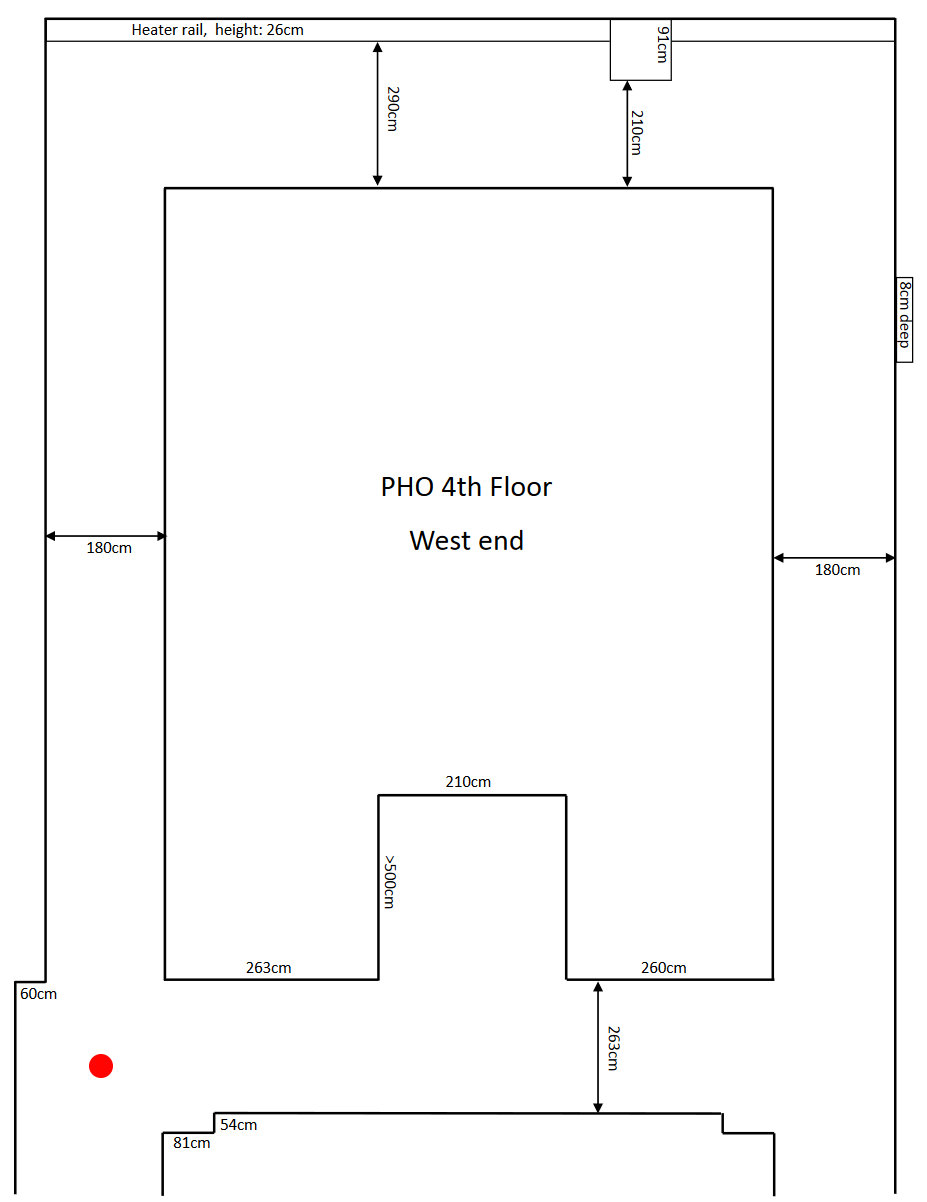 Heater rail,  height: 26cm
91cm
290cm
210cm
8cm deep
PHO 4th Floor
West end
180cm
180cm
210cm
>500cm
263cm
260cm
60cm
263cm
54cm
81cm